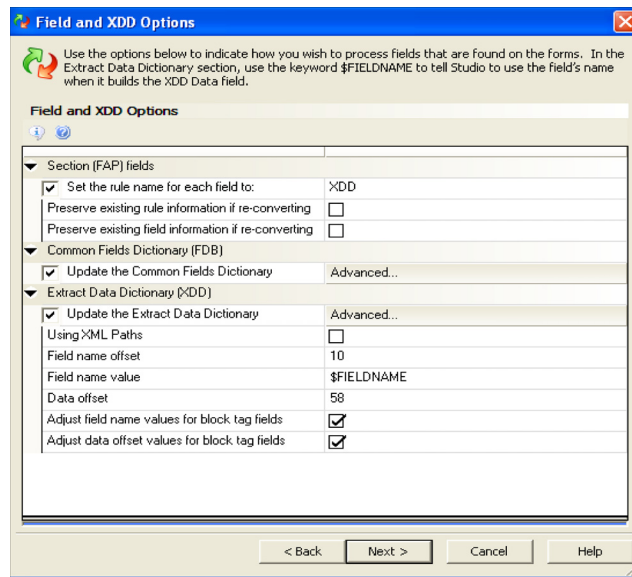 Field and XDD Options
Use the options below to indicate how you wish to process fields that are found on the forms. In the
Extract Data Dictionary section, use the keyword $FIELDNAME to tell Studio to use the field's name
when it builds the XDD Data field.
Field and XDD Options
Section (FAP) fields
Set the rule name for each field to: XDD
Preserve existing rule information if re-converting
Preserve existing field information if re-converting
Common Fields Dictionary (FDB)
Update the Common Fields Dictionary Advanced...
Extract Data Dictionary (XDD)
Update the Extract Data Dictionary Advanced...
Using XML Paths
Field name offset 10
Field name value $FIELDNAME
Data offset 58
Adjust field name values for block tag fields
Adjust data offset values for block tag fields
< Back Next > Cancel Help